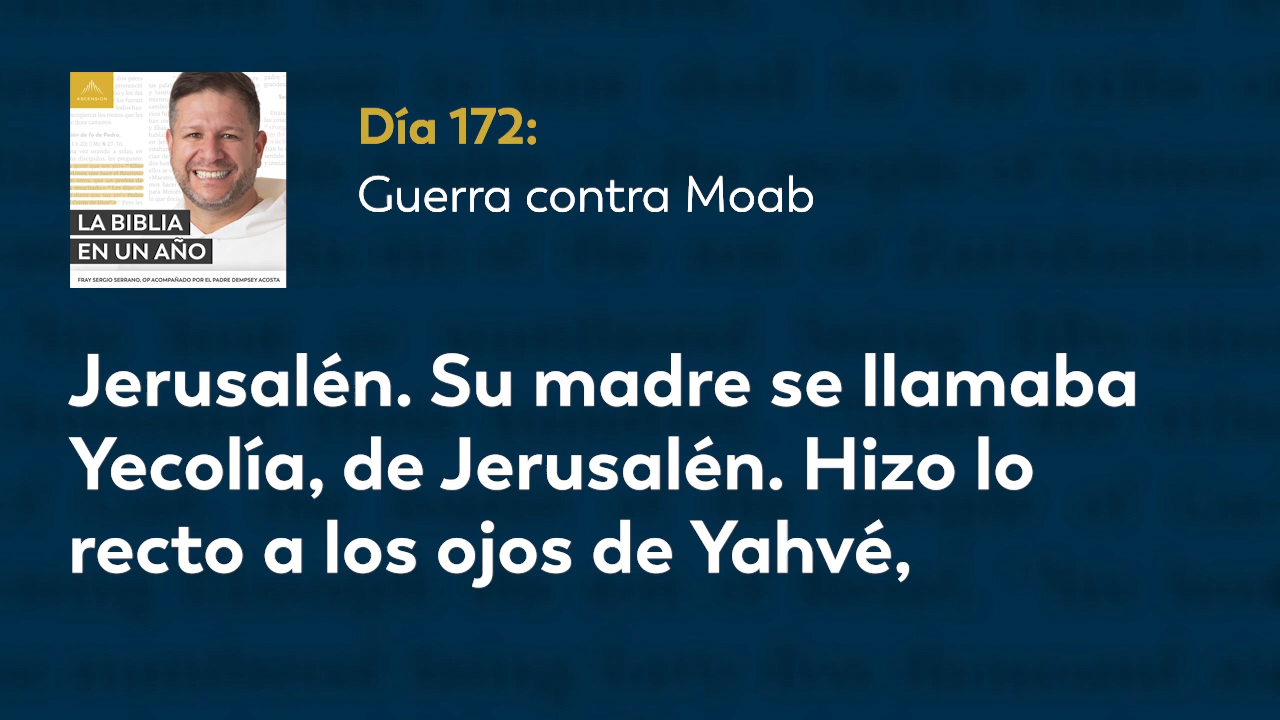 ASCENSION
LA BIBLIA
EN UN AÑO
FRAY SERGIO SERRANO, OP ACOMPAÑADO POR EL PADRE DEMPSEY ACOSTA
Día 172:
Guerra contra Moab
Jerusalén. Su madre se llamaba
Yecolía, de Jerusalén. Hizo lo
recto a los ojos de Yahvé,